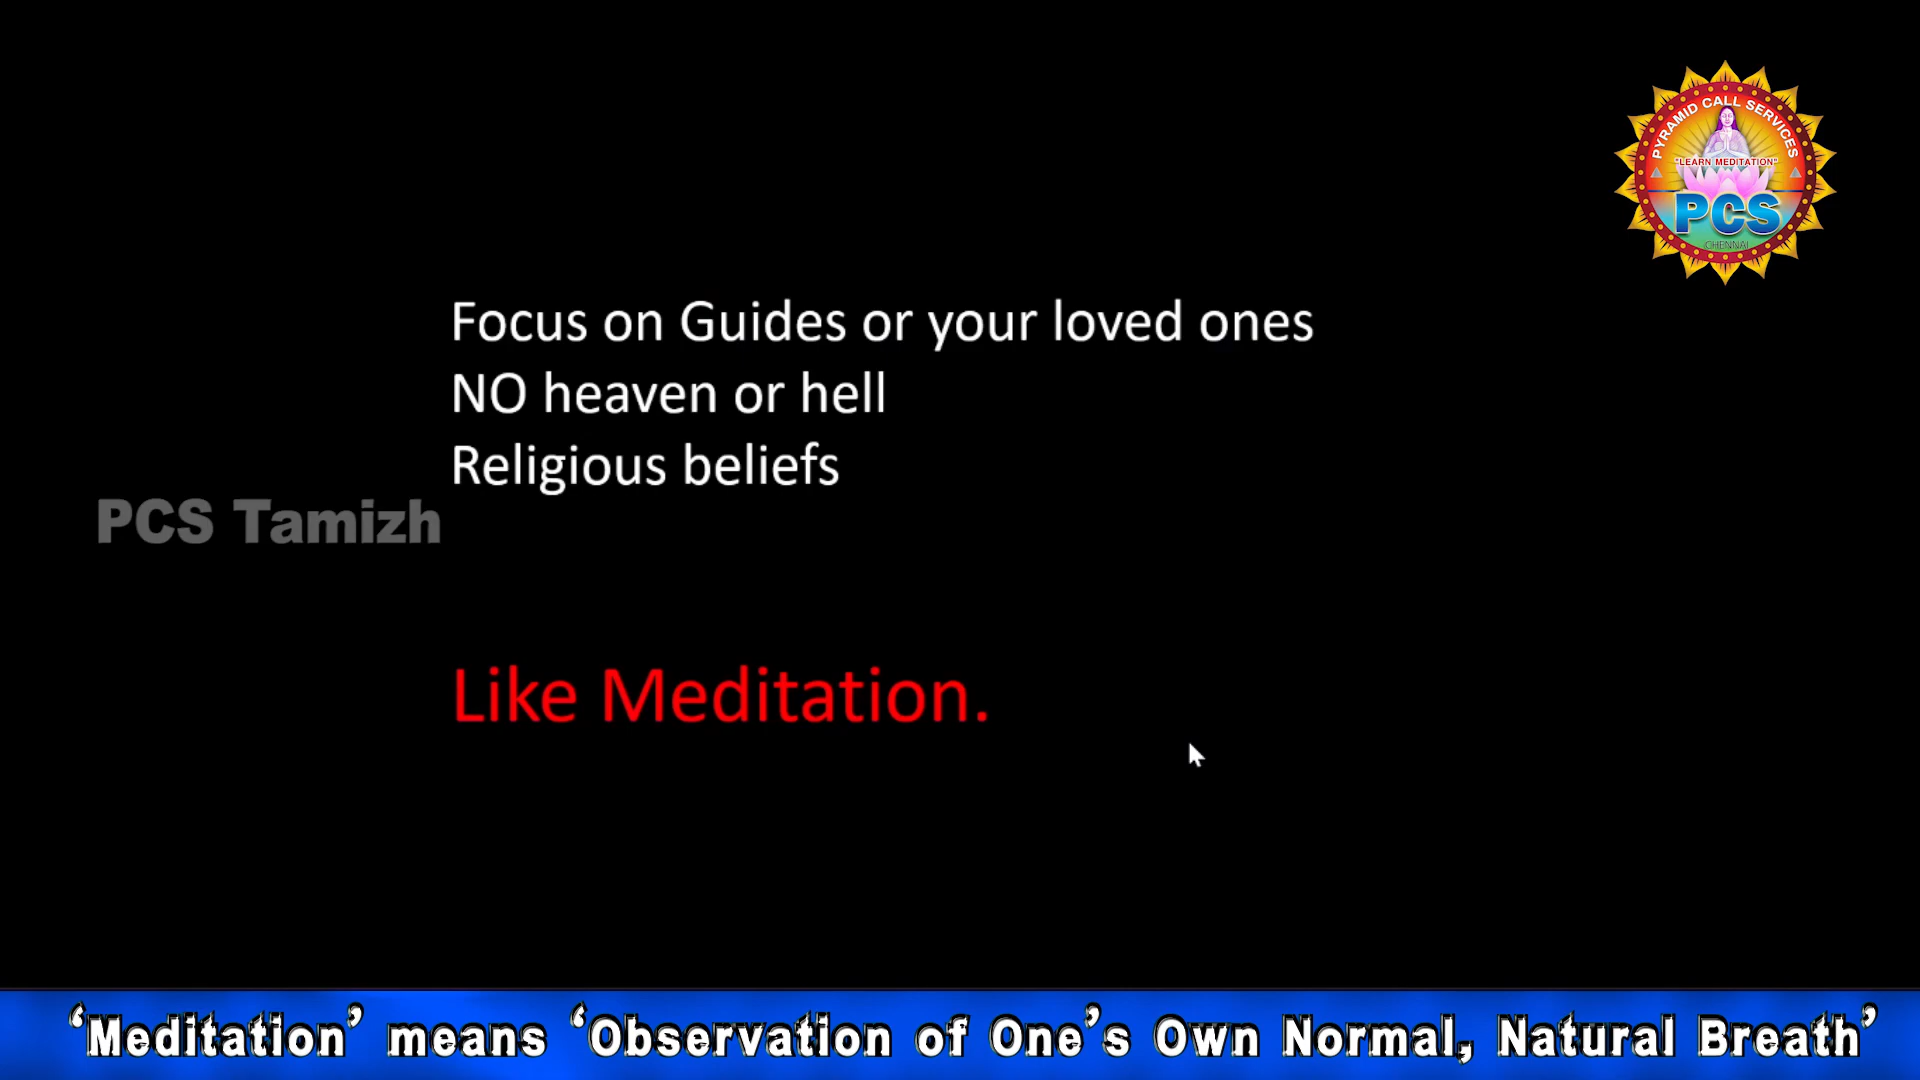 PYRAMID CALL SERVICES
"LEARN MEDITATION"
PCS
CHENNAI
Focus on Guides or your loved ones
NO heaven or hell
Religious beliefs
PCS Tamizh
Like Meditation.
‘Meditation’ means ‘Observation of One’s Own Normal, Natural Breath’